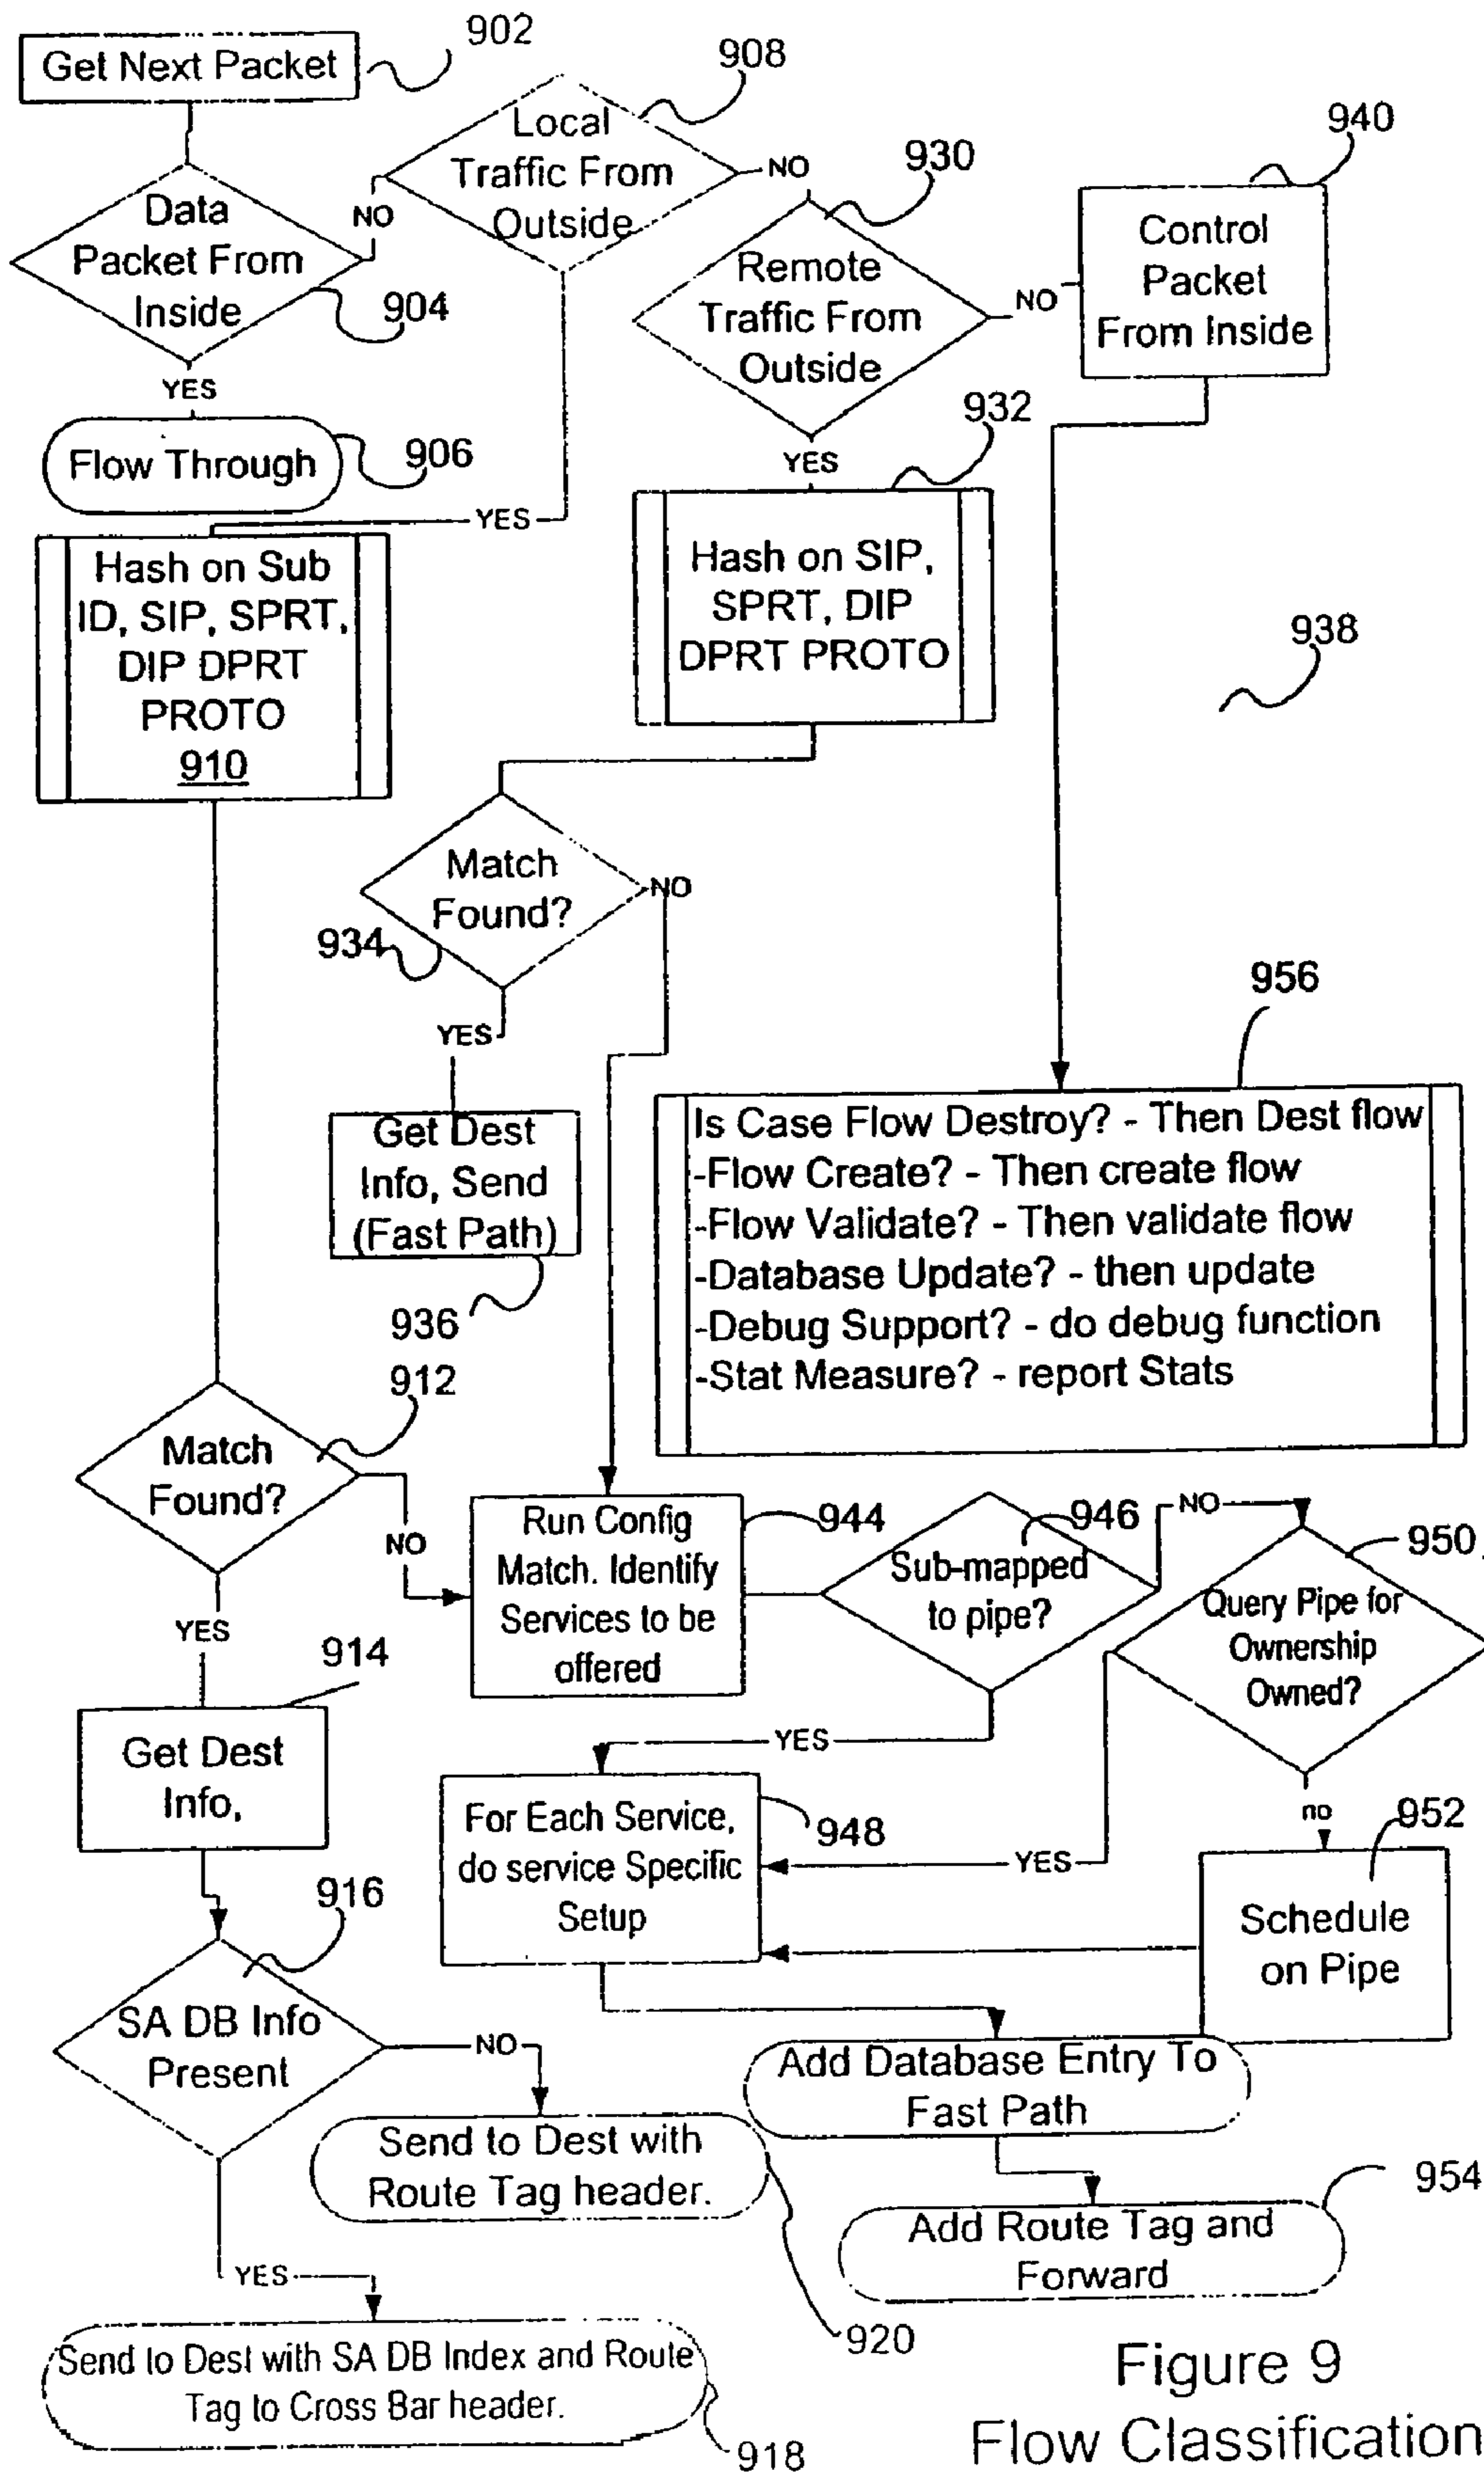 902
Get Next Packet
908
Local
Traffic From
Outside
NO
930
940
Data
Packet From
Inside
NO
904
Remote
Traffic From
Outside
NO
Control
Packet
From Inside
YES
Flow Through
906
YES
932
YES
Hash on Sub
ID, SIP, SPRT,
DIP DPRT
PROTO
910
Hash on SIP,
SPRT, DIP
DPRT PROTO
938
Match
Found?
NO
934
YES
956
Get Dest
Info, Send
(Fast Path)
936
Is Case Flow Destroy? - Then Dest flow
-Flow Create? - Then create flow
-Flow Validate? - Then validate flow
-Database Update? - then update
-Debug Support? - do debug function
-Stat Measure? - report Stats
912
Match
Found?
NO
YES
Run Config
Match. Identify
Services to be
offered
944
946
Sub-mapped
to pipe?
NO
950
Query Pipe for
Ownership
Owned?
914
Get Dest
Info,
YES
For Each Service,
do service Specific
Setup
948
YES
no
952
Schedule
on Pipe
916
SA DB Info
Present
NO
Add Database Entry To
Fast Path
Send to Dest with
Route Tag header.
954
Add Route Tag and
Forward
YES
920
Send to Dest with SA DB Index and Route
Tag to Cross Bar header.
918
Figure 9
Flow Classification